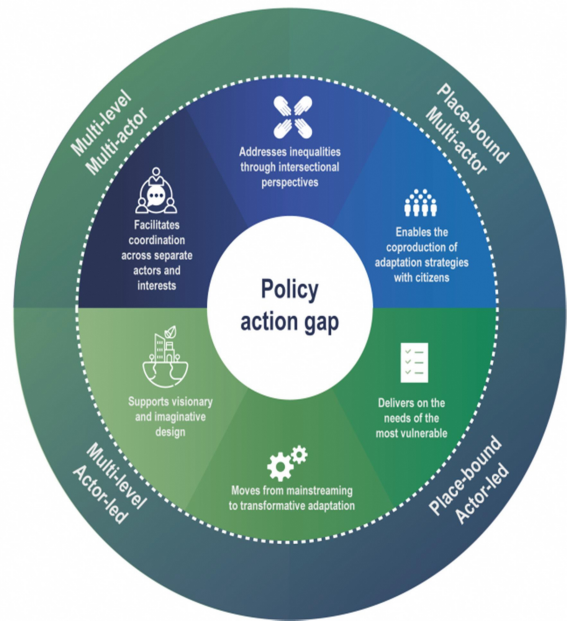 Multi-level
Multi-actor
Place-bound
Multi-actor
Addresses inequalities
through intersectional
perspectives
Facilitates
coordination
across separate
actors and
interests
Enables the
coproduction of
adaptation strategies
with citizens
Policy
action gap
Supports visionary
and imaginative
design
Delivers on the
needs of the
most vulnerable
Moves from mainstreaming
to transformative adaptation
Multi-level
Actor-led
Place-bound
Actor-led